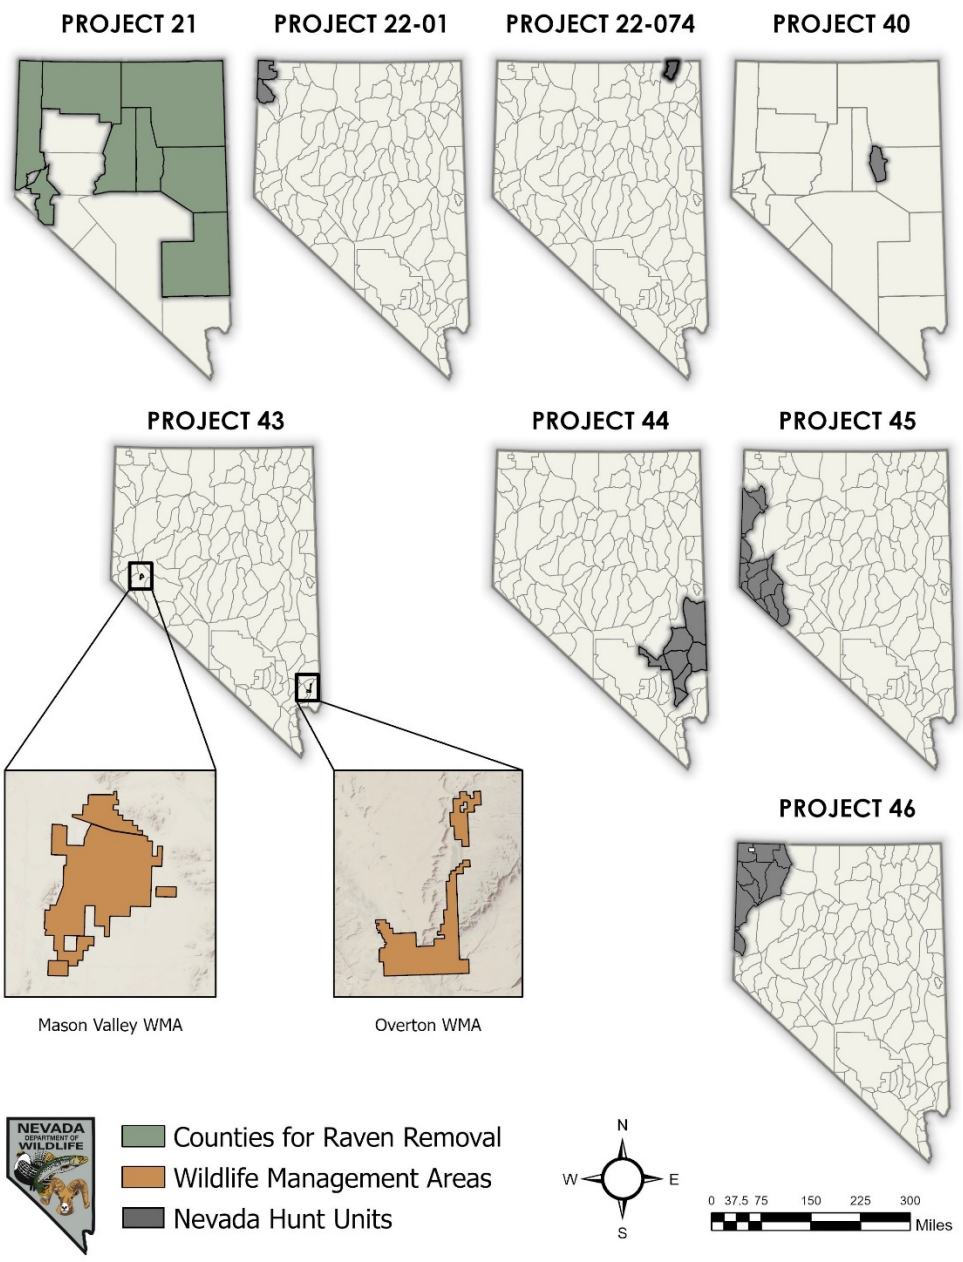 PROJECT 21
PROJECT 22-01
PROJECT 22-074
PROJECT 40
PROJECT 43
PROJECT 44
PROJECT 45
PROJECT 46
Mason Valley WMA
Overton WMA
NEVADA
DEPARTMENT OF
WILDLIFE
Counties for Raven Removal
Wildlife Management Areas
Nevada Hunt Units
N
W
E
S
0 37.5 75 150 225 300
Miles